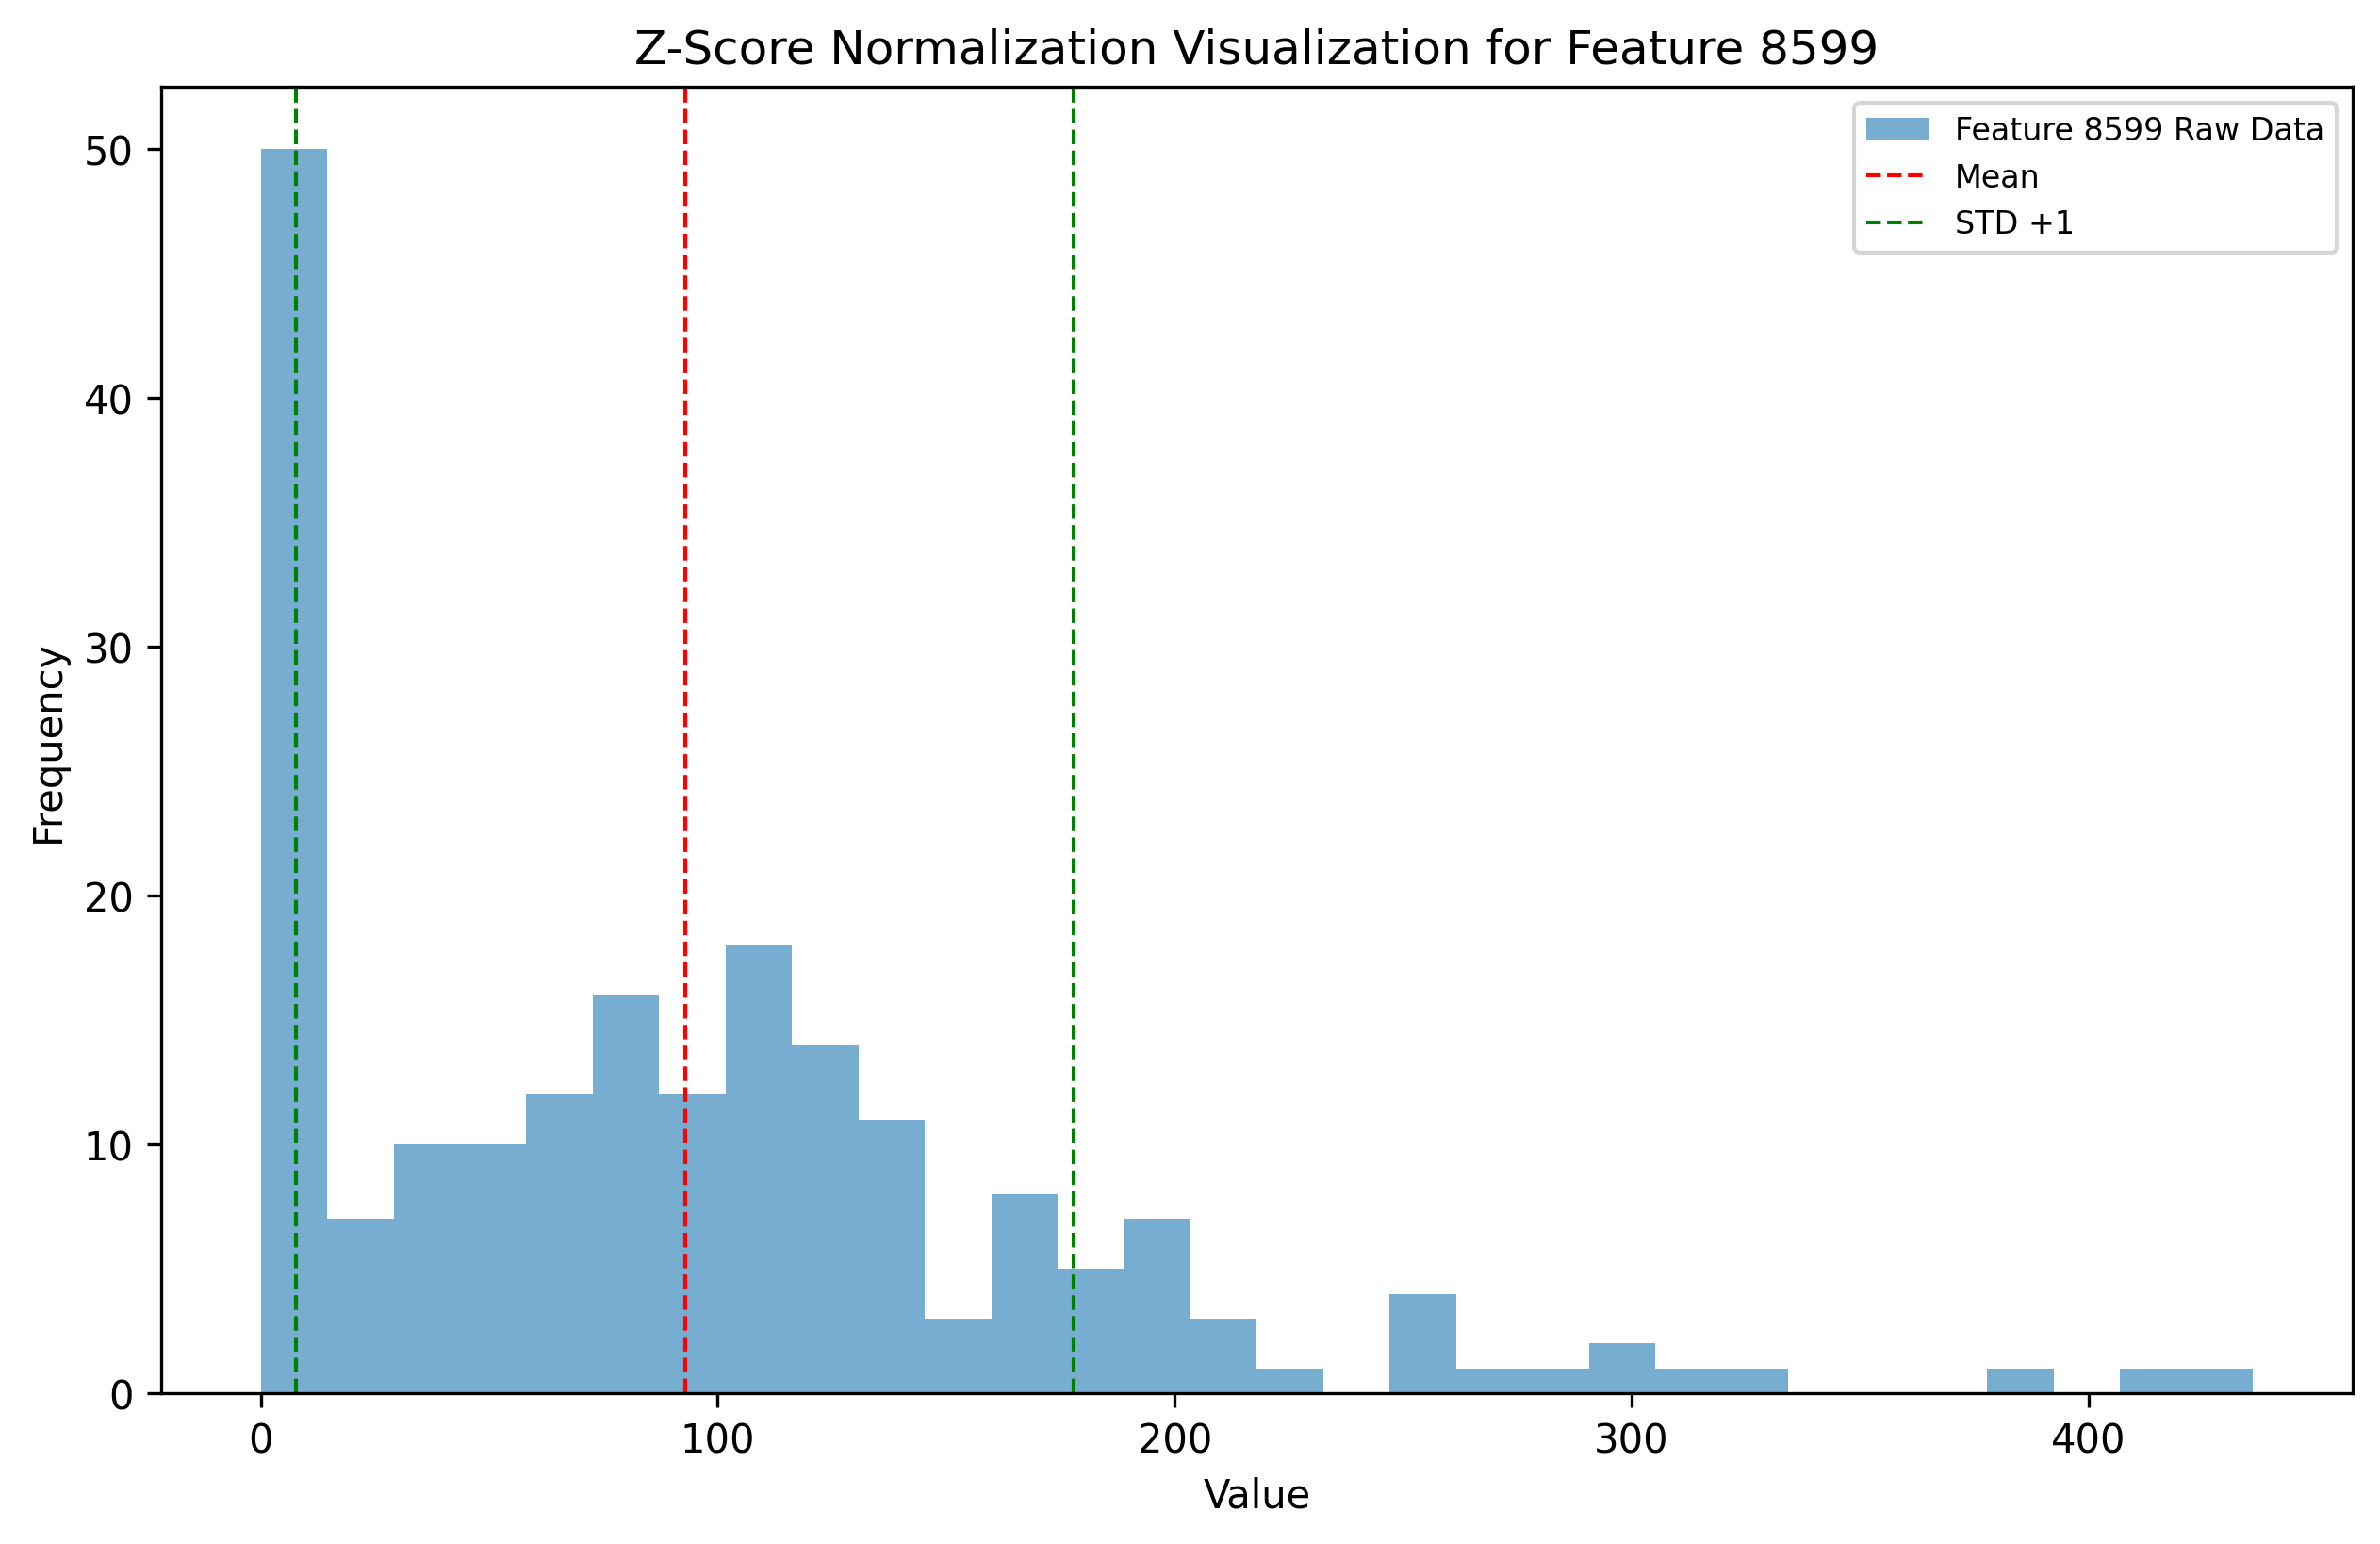 Z-Score Normalization Visualization for Feature 8599
Feature 8599 Raw Data
Mean
STD +1
50
40
30
20
10
0
Frequency
0 100 200 300 400
Value